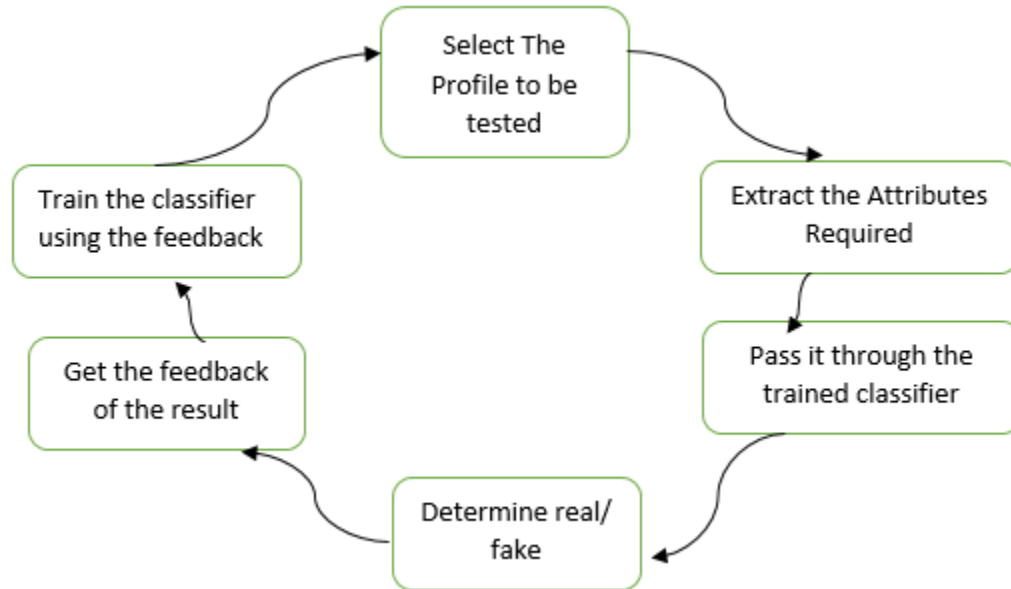 Select The
Profile to be
tested
Extract the Attributes
Required
Pass it through the
trained classifier
Determine real/
fake
Get the feedback
of the result
Train the classifier
using the feedback